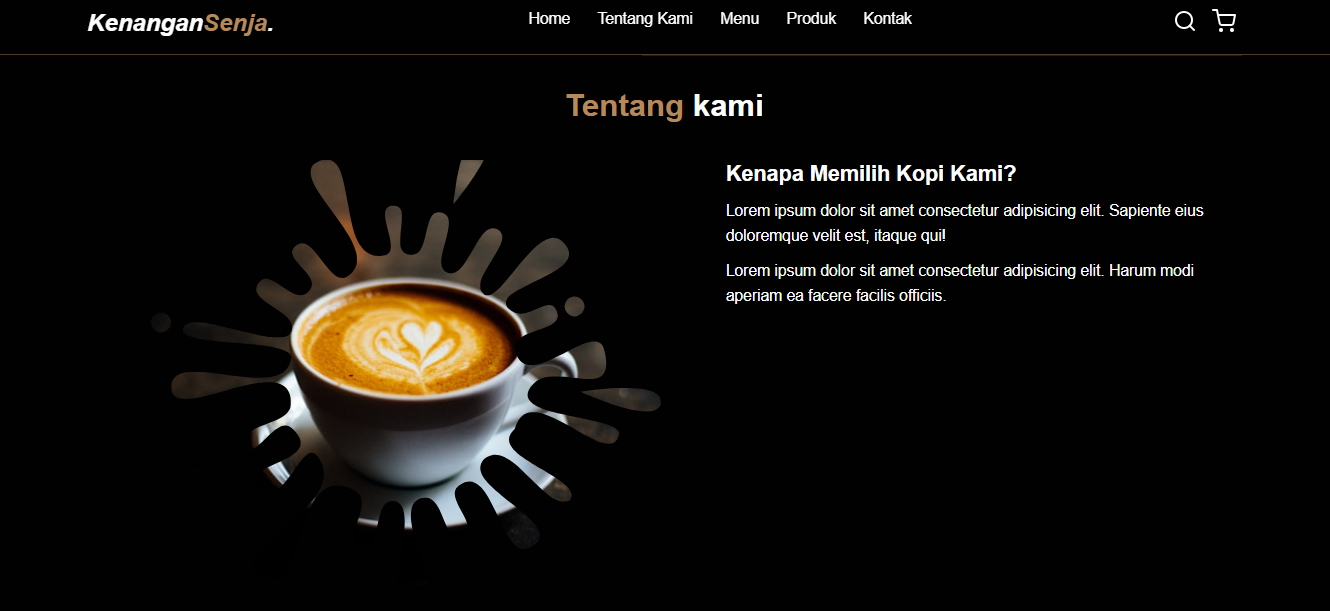 KenanganSenja.
Home Tentang Kami Menu Produk Kontak
Tentang kami
Kenapa Memilih Kopi Kami?
Lorem ipsum dolor sit amet consectetur adipisicing elit. Sapiente eius
doloremque velit est, itaque qui!
Lorem ipsum dolor sit amet consectetur adipisicing elit. Harum modi
aperiam ea facere facilis officiis.